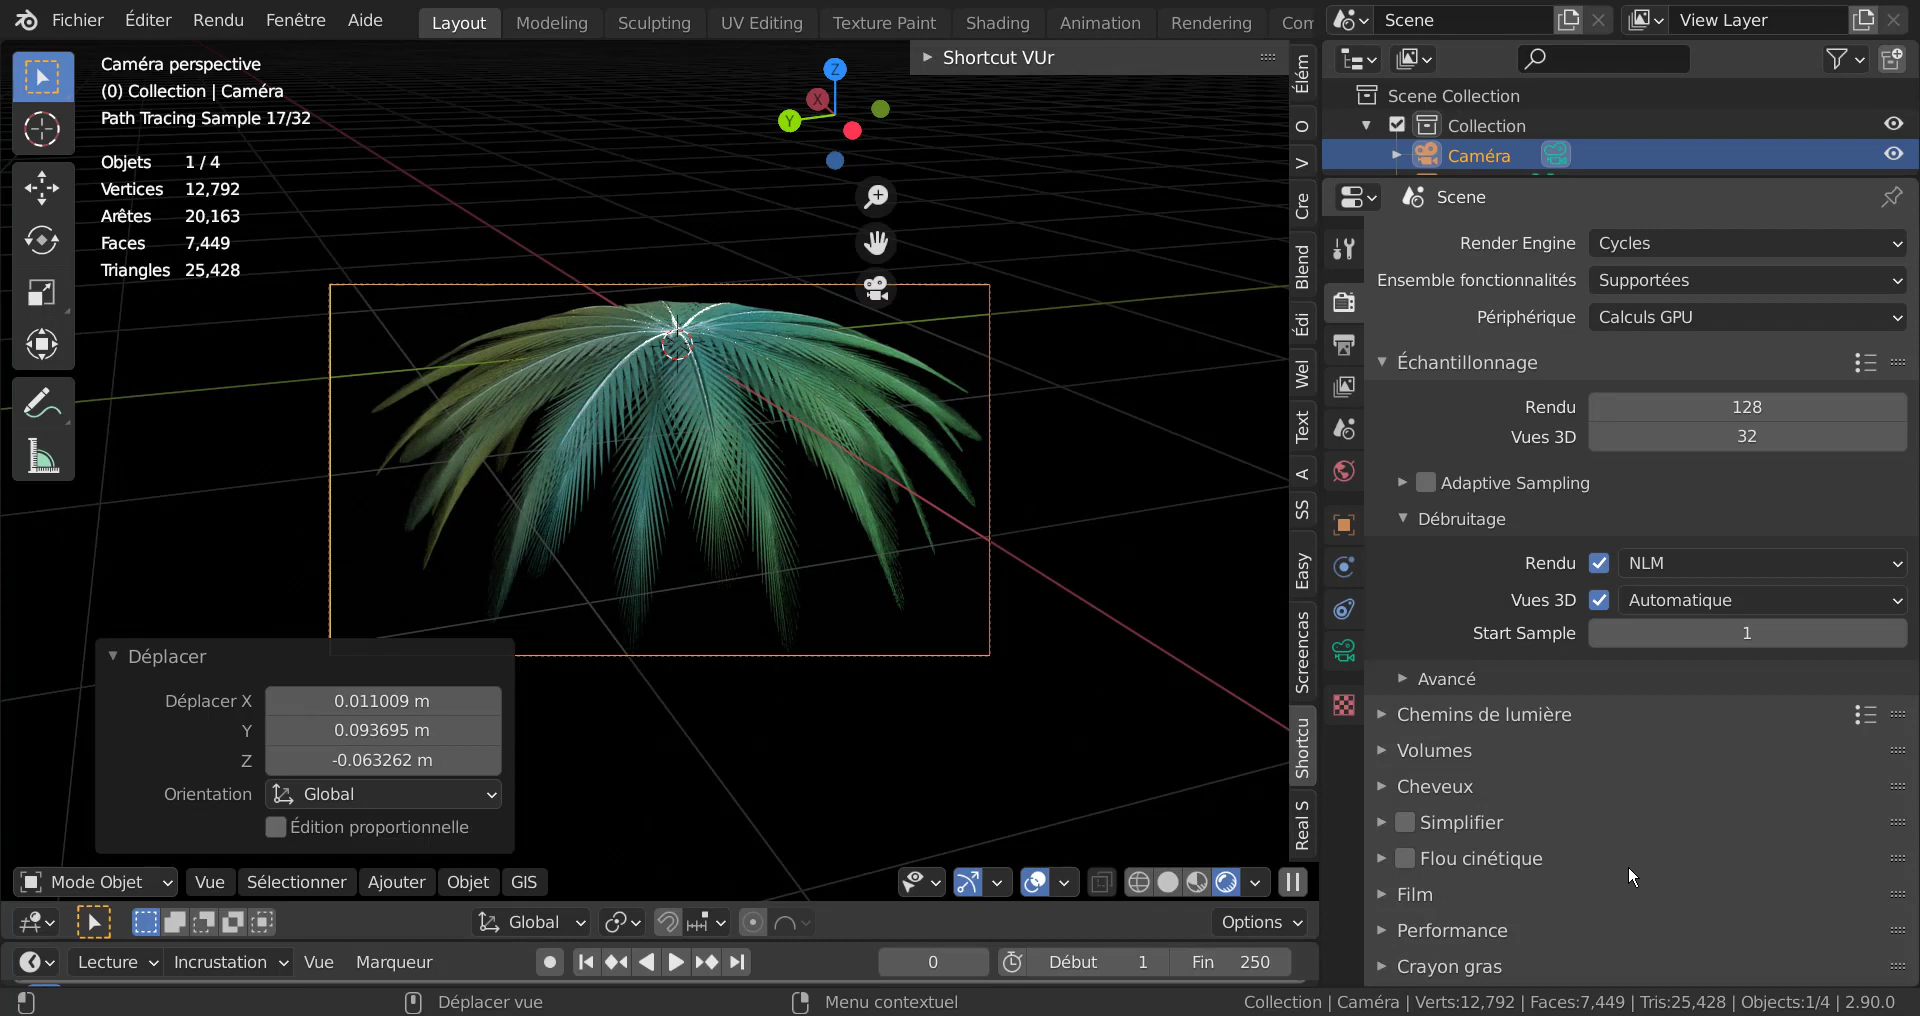 Fichier Éditer Rendu Fenêtre Aide Layout Modeling Sculpting UV Editing Texture Paint Shading Animation Rendering Com Scene View Layer
Caméra perspective
(0) Collection | Caméra
Path Tracing Sample 17/32
Objets 1 / 4
Vertices 12,792
Arêtes 20,163
Faces 7,449
Triangles 25,428
Shortcut VUr
Z
X
Y
Élém
O
V
Cre
Blend
Édi
Wel
Text
A
SS
Easy
Screencas
Shortcu
Real S
Scene Collection
Collection
Caméra
Scene
Render Engine Cycles
Ensemble fonctionnalités Supportées
Périphérique Calculs GPU
Échantillonnage
Rendu 128
Vues 3D 32
Adaptive Sampling
Débruitage
Rendu NLM
Vues 3D Automatique
Start Sample 1
Avancé
Chemins de lumière
Volumes
Cheveux
Simplifier
Flou cinétique
Film
Performance
Crayon gras
Déplacer
Déplacer X 0.011009 m
Y 0.093695 m
Z -0.063262 m
Orientation Global
Édition proportionnelle
Mode Objet Vue Sélectionner Ajouter Objet GIS
Global Options
Lecture Incrustation Vue Marqueur 0 Début 1 Fin 250
Déplacer vue Menu contextuel Collection | Caméra | Verts:12,792 | Faces:7,449 | Tris:25,428 | Objects:1/4 | 2.90.0